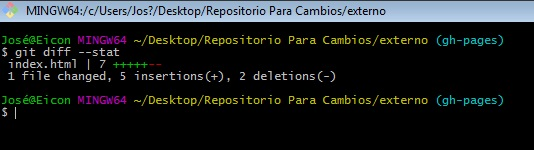 MINGW64:/c/Users/Jos?/Desktop/Repositorio Para Cambios/externo
José@Eicon MINGW64 ~/Desktop/Repositorio Para Cambios/externo (gh-pages)
$ git diff --stat
 index.html | 7 +++++--
 1 file changed, 5 insertions(+), 2 deletions(-)
José@Eicon MINGW64 ~/Desktop/Repositorio Para Cambios/externo (gh-pages)
$